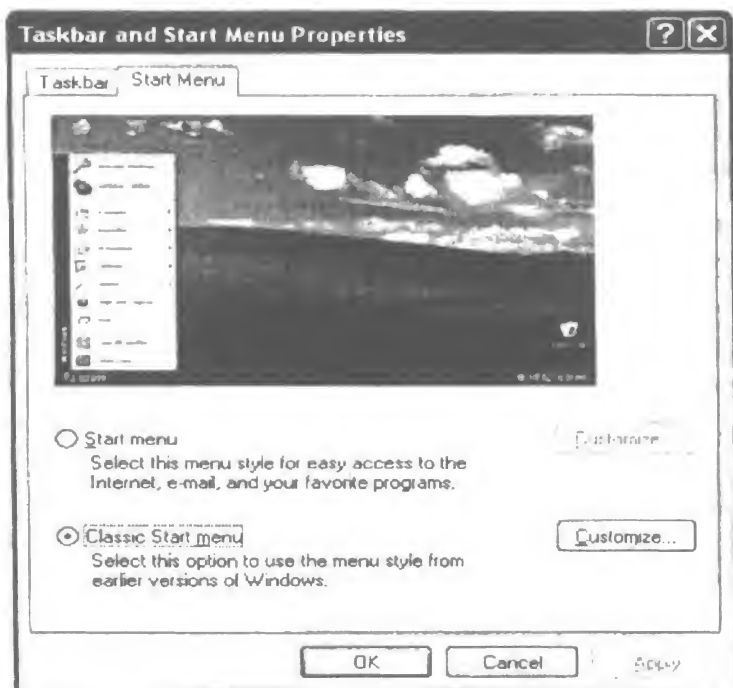 Taskbar and Start Menu Properties
Taskbar Start Menu
Start menu
Customize...
Select this menu style for easy access to the
Internet, e-mail, and your favorite programs.
Classic Start menu
Customize...
Select this option to use the menu style from
earlier versions of Windows.
OK Cancel Apply